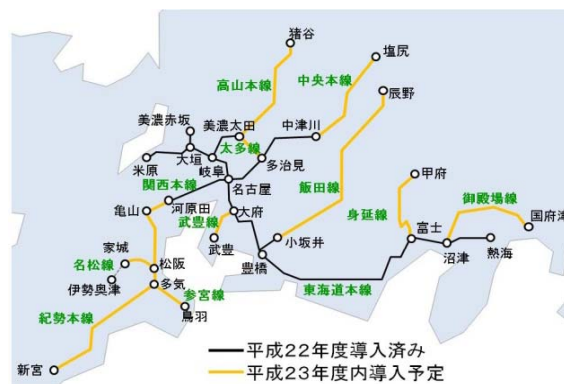 猪谷
塩尻
高山本線
中央本線
辰野
美濃赤坂
美濃太田
中津川
太多線
米原
大垣
岐阜
多治見
関西本線
名古屋
飯田線
甲府
御殿場線
亀山
河原田
大府
身延線
富士
国府津
武豊線
家城
武豊
小坂井
沼津
熱海
名松線
松阪
豊橋
伊勢奥津
多気
参宮線
東海道本線
鳥羽
紀勢本線
新宮
平成22年度導入済み
平成23年度内導入予定